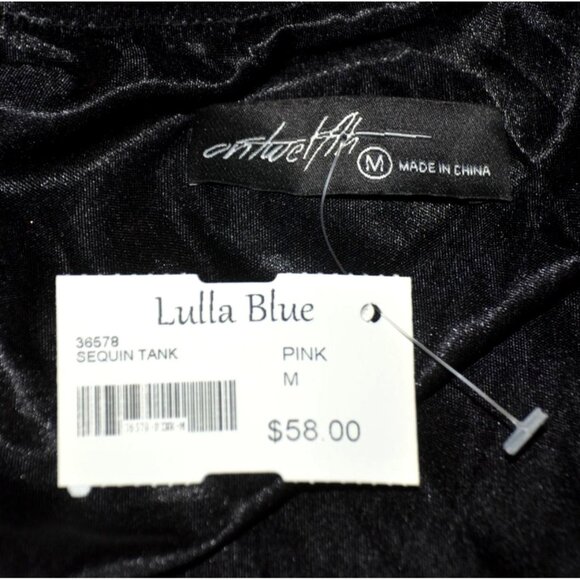 M MADE IN CHINA
Lulla Blue
36578
SEQUIN TANK
PINK
M
$58.00